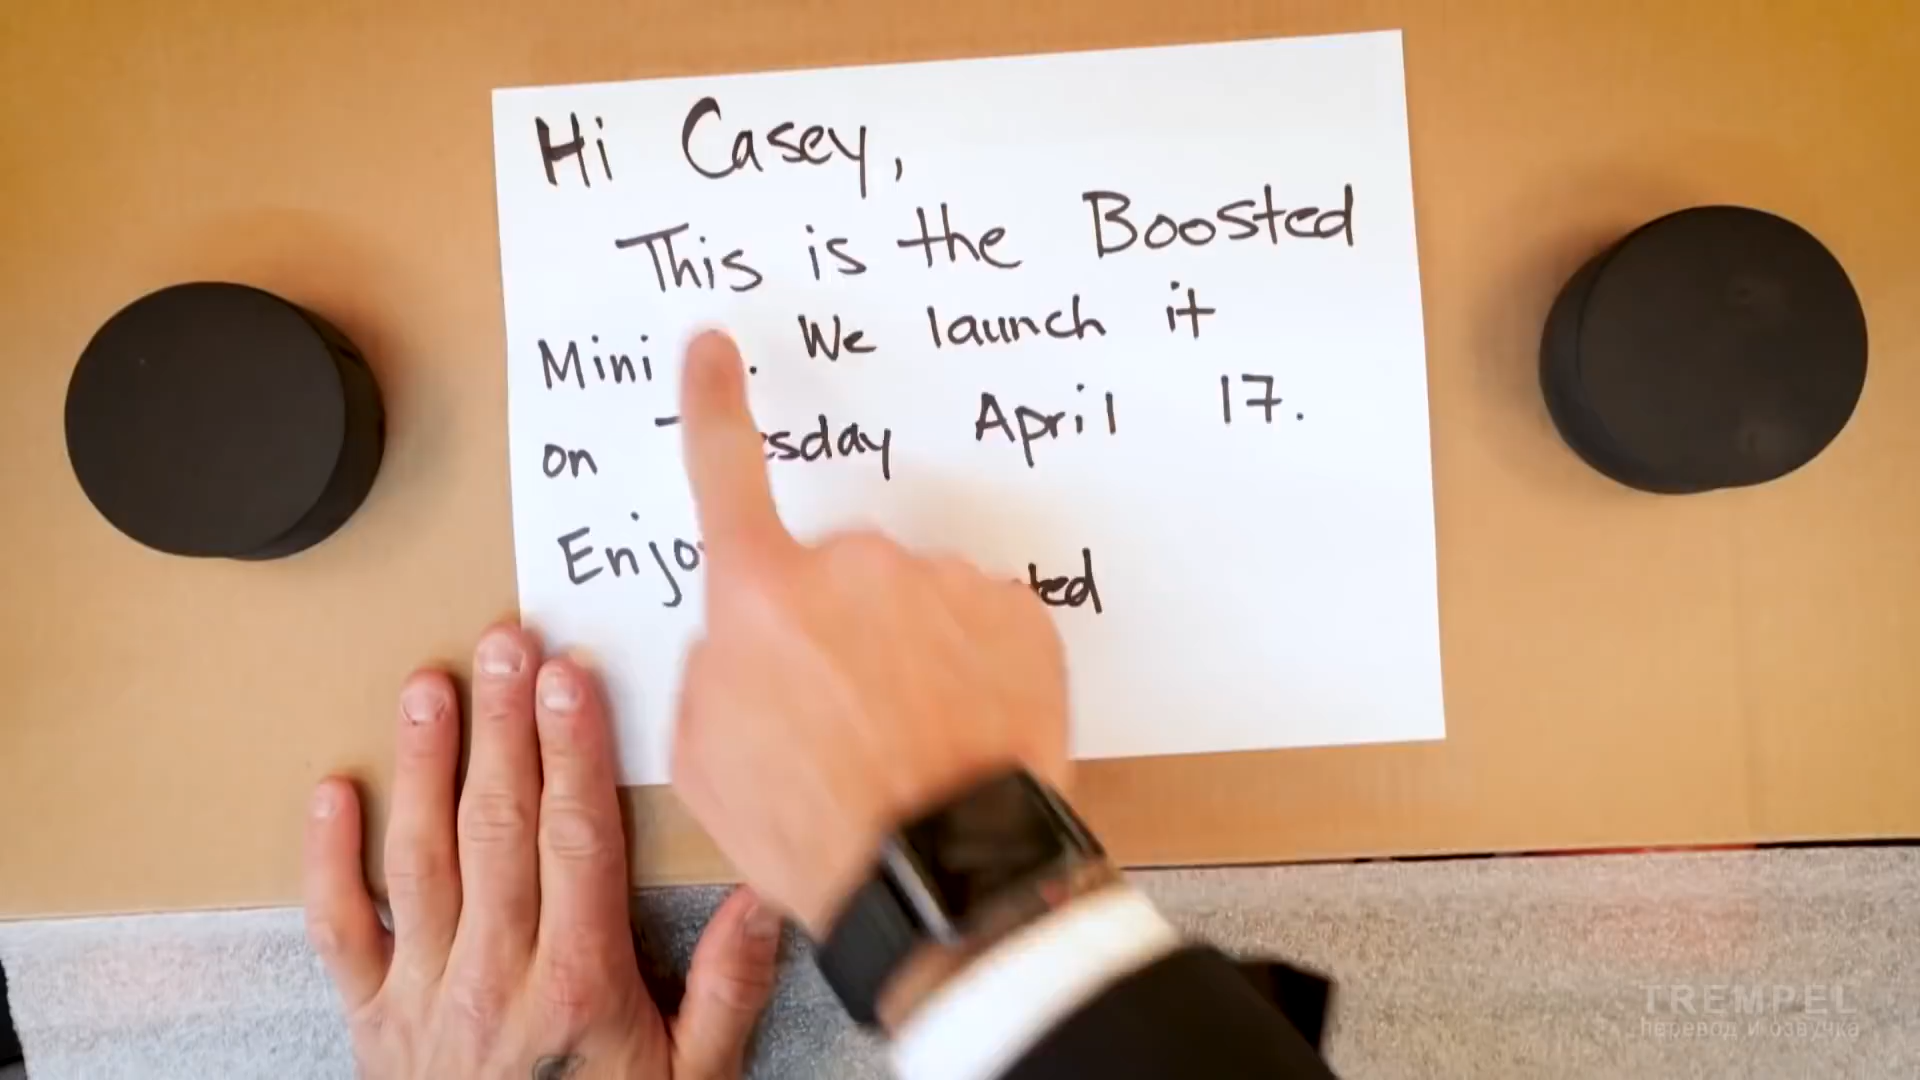 Hi Casey,
This is the Boosted
Mini . We launch it
on sday April 17.
Enjo ted
TREMPEL
перевод и озвучка